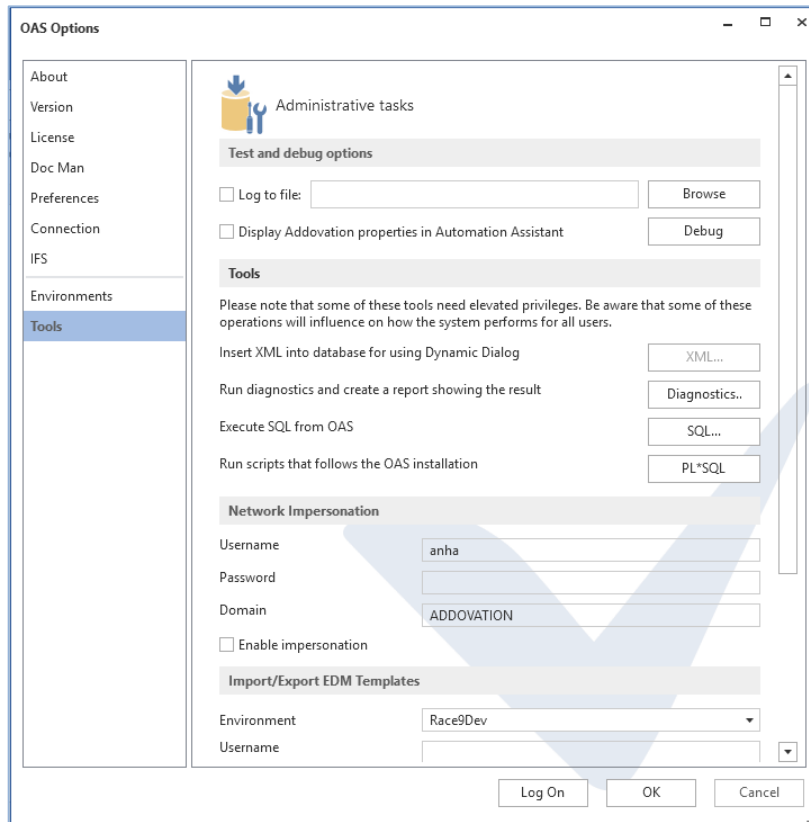 OAS Options
About
Version
License
Doc Man
Preferences
Connection
IFS
Environments
Tools
Administrative tasks
Test and debug options
Log to file:
Browse
Display Addovation properties in Automation Assistant
Debug
Tools
Please note that some of these tools need elevated privileges. Be aware that some of these
operations will influence on how the system performs for all users.
Insert XML into database for using Dynamic Dialog
XML...
Run diagnostics and create a report showing the result
Diagnostics..
Execute SQL from OAS
SQL...
Run scripts that follows the OAS installation
PL*SQL
Network Impersonation
Username
anha
Password
Domain
ADDOVATION
Enable impersonation
Import/Export EDM Templates
Environment
Race9Dev
Username
Log On
OK
Cancel